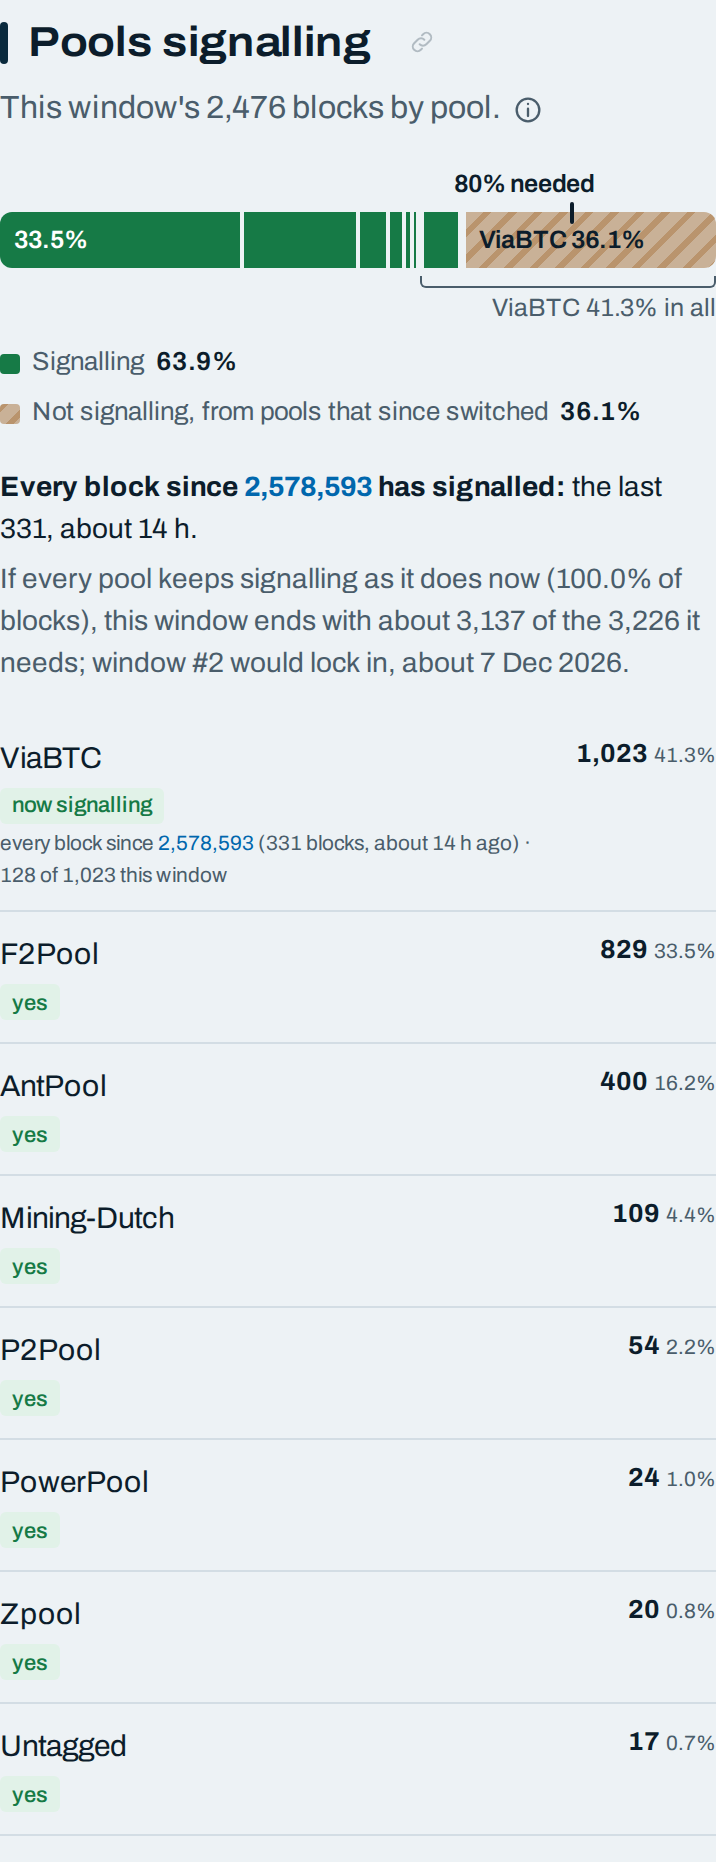 Pools signalling
This window's 2,476 blocks by pool.
80% needed
33.5%
ViaBTC 36.1%
ViaBTC 41.3% in all
Signalling 63.9%
Not signalling, from pools that since switched 36.1%
Every block since 2,578,593 has signalled: the last
331, about 14 h.
If every pool keeps signalling as it does now (100.0% of
blocks), this window ends with about 3,137 of the 3,226 it
needs; window #2 would lock in, about 7 Dec 2026.
ViaBTC 1,023 41.3%
now signalling
every block since 2,578,593 (331 blocks, about 14 h ago) ·
128 of 1,023 this window
F2Pool 829 33.5%
yes
AntPool 400 16.2%
yes
Mining-Dutch 109 4.4%
yes
P2Pool 54 2.2%
yes
PowerPool 24 1.0%
yes
Zpool 20 0.8%
yes
Untagged 17 0.7%
yes